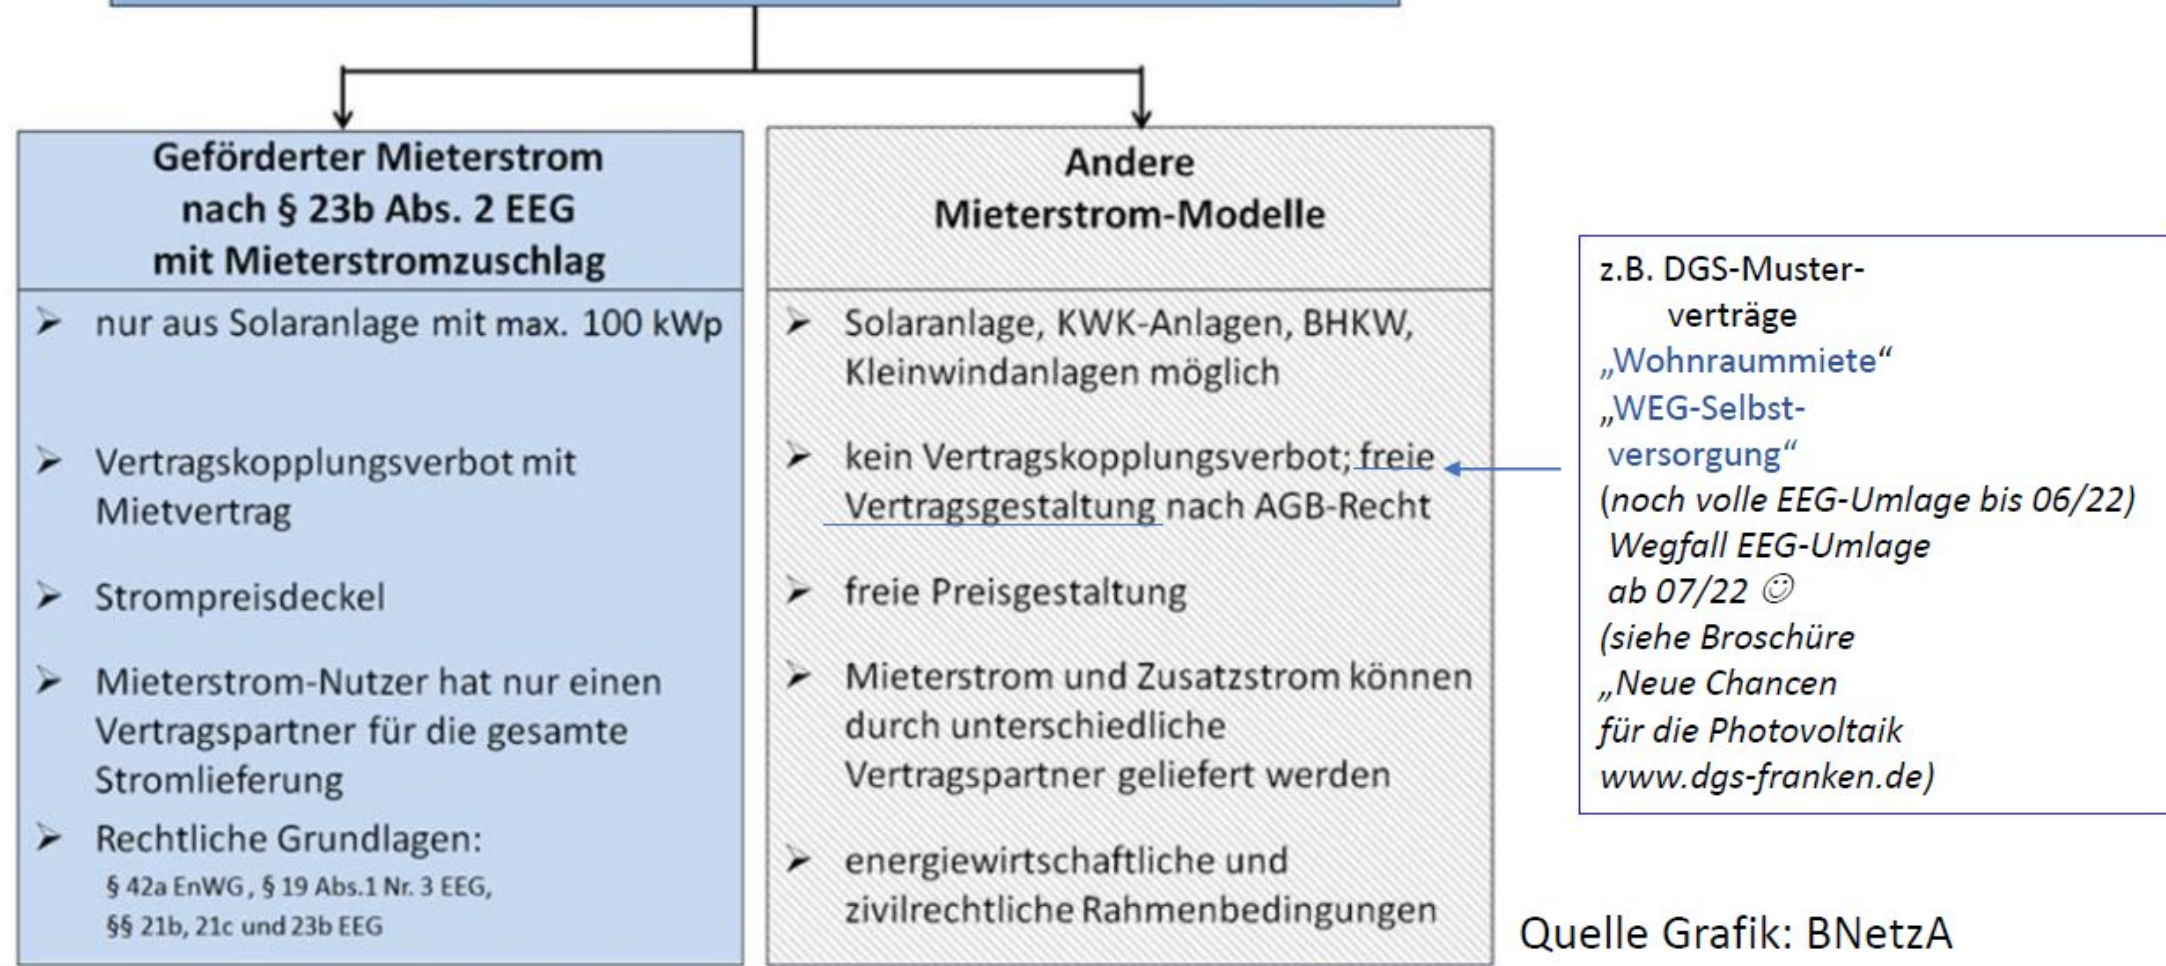 Geförderter Mieterstrom
nach § 23b Abs. 2 EEG
mit Mieterstromzuschlag
➢ nur aus Solaranlage mit max. 100 kWp
➢ Vertragskopplungsverbot mit
Mietvertrag
➢ Strompreisdeckel
➢ Mieterstrom-Nutzer hat nur einen
Vertragspartner für die gesamte
Stromlieferung
➢ Rechtliche Grundlagen:
§ 42a EnWG, § 19 Abs.1 Nr. 3 EEG,
§§ 21b, 21c und 23b EEG
Andere
Mieterstrom-Modelle
➢ Solaranlage, KWK-Anlagen, BHKW,
Kleinwindanlagen möglich
➢ kein Vertragskopplungsverbot; freie
Vertragsgestaltung nach AGB-Recht
➢ freie Preisgestaltung
➢ Mieterstrom und Zusatzstrom können
durch unterschiedliche
Vertragspartner geliefert werden
➢ energiewirtschaftliche und
zivilrechtliche Rahmenbedingungen
z.B. DGS-Muster-
verträge
„Wohnraummiete“
„WEG-Selbst-
versorgung“
(noch volle EEG-Umlage bis 06/22)
Wegfall EEG-Umlage
ab 07/22 ☺
(siehe Broschüre
„Neue Chancen
für die Photovoltaik
www.dgs-franken.de)
Quelle Grafik: BNetzA